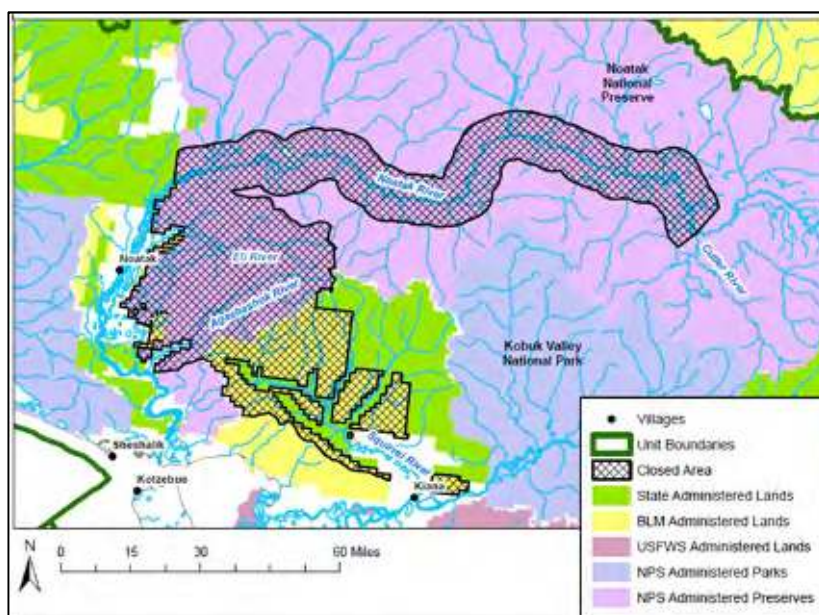 Noatak
National
Preserve
Noatak River
Cutler River
Noatak
Eli River
Agashashok River
Kobuk Valley
National Park
Squirrel River
Sheshalik
Kotzebue
Kiana
Villages
Unit Boundaries
Closed Area
State Administered Lands
BLM Administered Lands
USFWS Administered Lands
NPS Administered Parks
NPS Administered Preserves
N
0 15 30 60 Miles